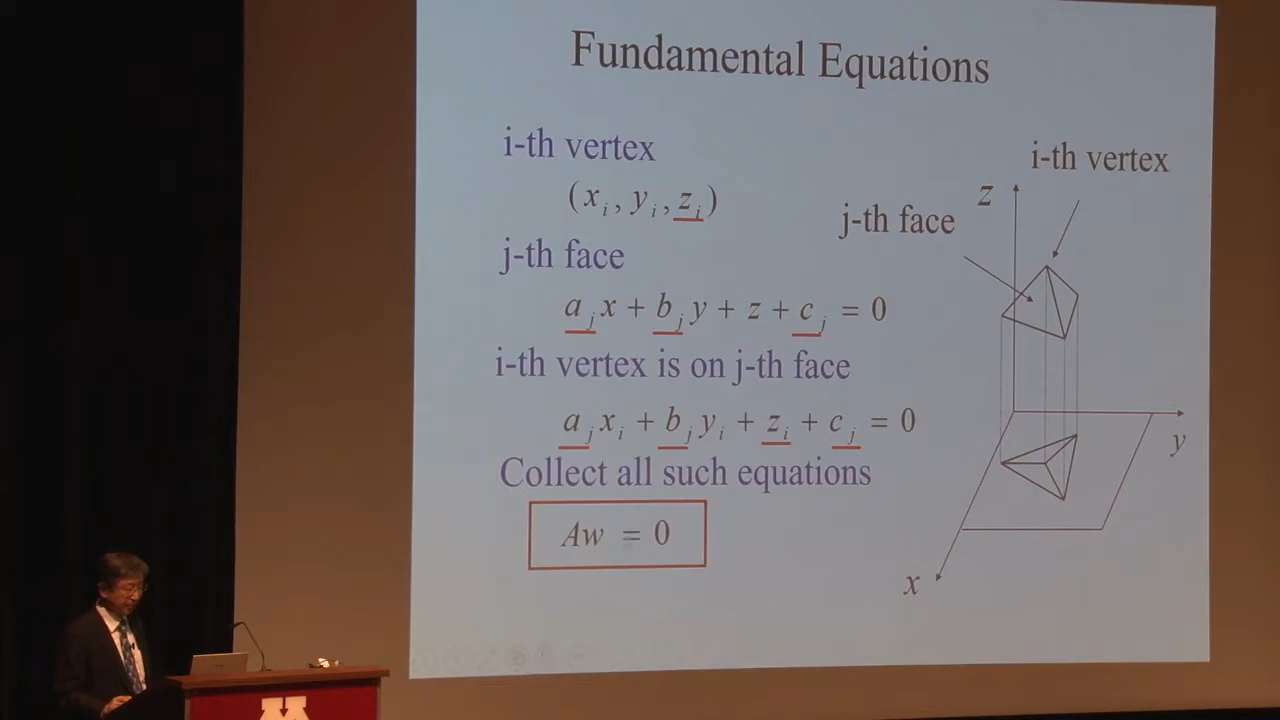 Fundamental Equations
i-th vertex
(x_i, y_i, z_i)
j-th face
a_j x + b_j y + z + c_j = 0
i-th vertex is on j-th face
a_j x_i + b_j y_i + z_i + c_j = 0
Collect all such equations
Aw = 0
i-th vertex
z
j-th face
y
x
M